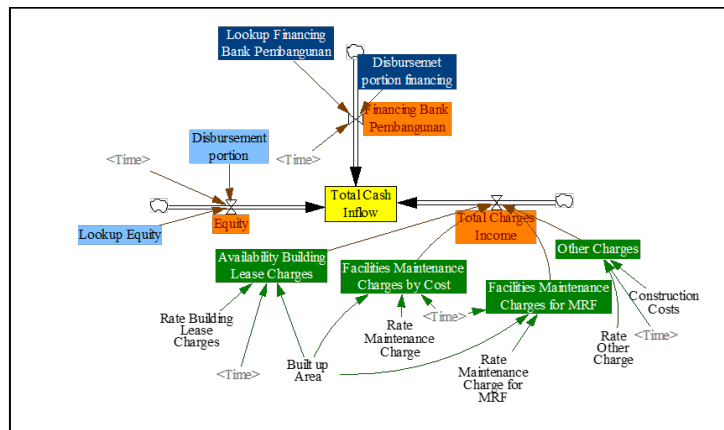 Lookup Financing
Bank Pembangunan
Disbursemet
portion financing
Financing Bank
Pembangunan
<Time>
Disbursement
portion
<Time>
Total Cash
Inflow
Lookup Equity
Equity
Total Charges
Income
Availability Building
Lease Charges
Facilities Maintenance
Charges by Cost
Other Charges
Facilities Maintenance
Charges for MRF
Rate Building
Lease
Charges
<Time>
Built up
Area
Rate
Maintenance
Charge
<Time>
Rate
Maintenance
Charge for
MRF
Construction
Costs
Rate
Other
Charge
<Time>